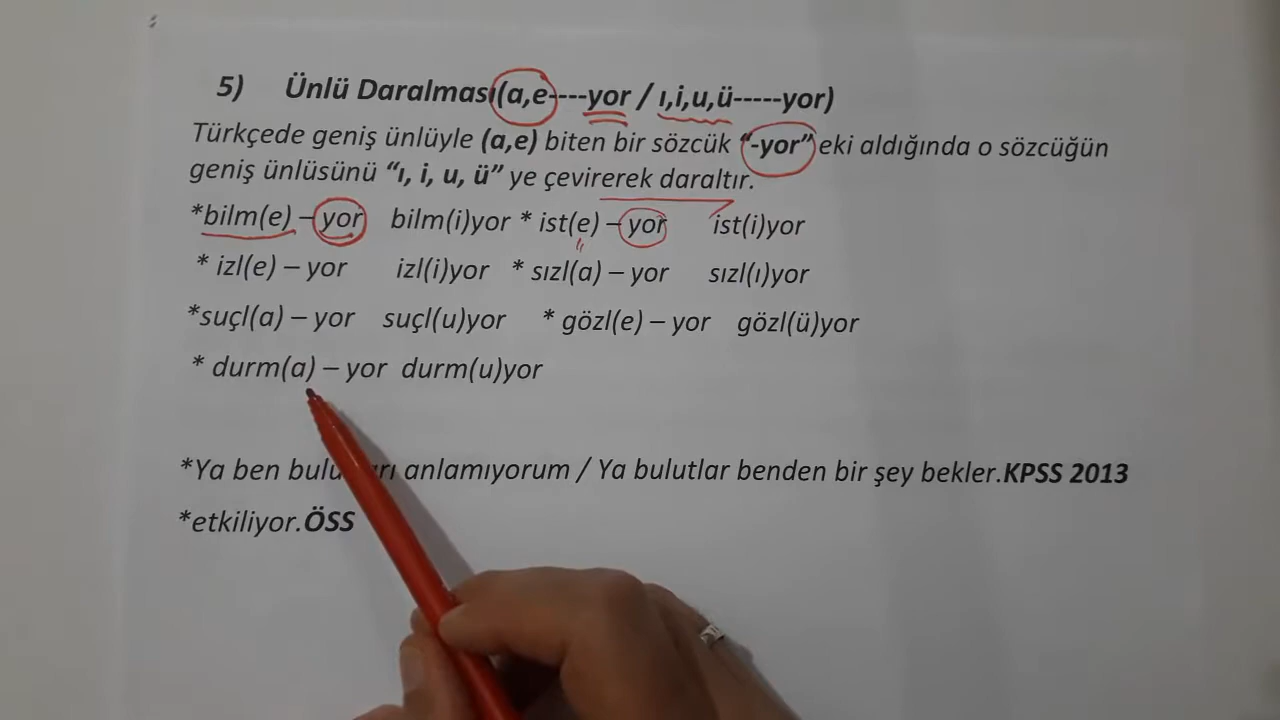 5) Ünlü Daralması(a,e----yor / ı,i,u,ü-----yor)
Türkçede geniş ünlüyle (a,e) biten bir sözcük “-yor” eki aldığında o sözcüğün
geniş ünlüsünü “ı, i, u, ü” ye çevirerek daraltır.
*bilm(e) – yor bilm(i)yor * ist(e) – yor ist(i)yor
* izl(e) – yor izl(i)yor * sızl(a) – yor sızl(ı)yor
*suçl(a) – yor suçl(u)yor * gözl(e) – yor gözl(ü)yor
* durm(a) – yor durm(u)yor
*Ya ben anlamıyorum / Ya bulutlar benden bir şey bekler.KPSS 2013
*etkiliyor.ÖSS